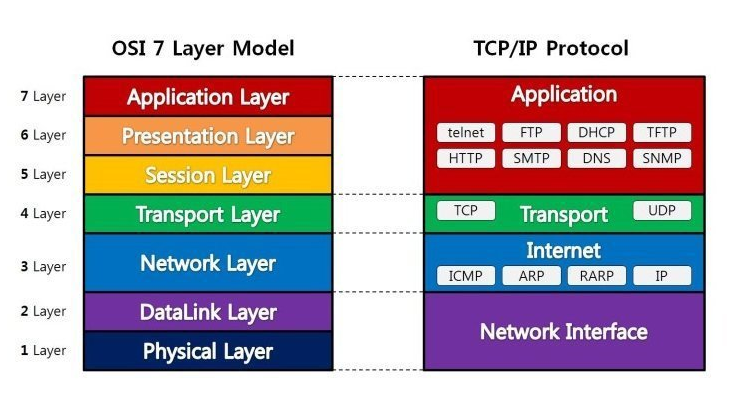 OSI 7 Layer Model
7 Layer
Application Layer
6 Layer
Presentation Layer
5 Layer
Session Layer
4 Layer
Transport Layer
3 Layer
Network Layer
2 Layer
DataLink Layer
1 Layer
Physical Layer
TCP/IP Protocol
Application
telnet FTP DHCP TFTP
HTTP SMTP DNS SNMP
TCP Transport UDP
Internet
ICMP ARP RARP IP
Network Interface